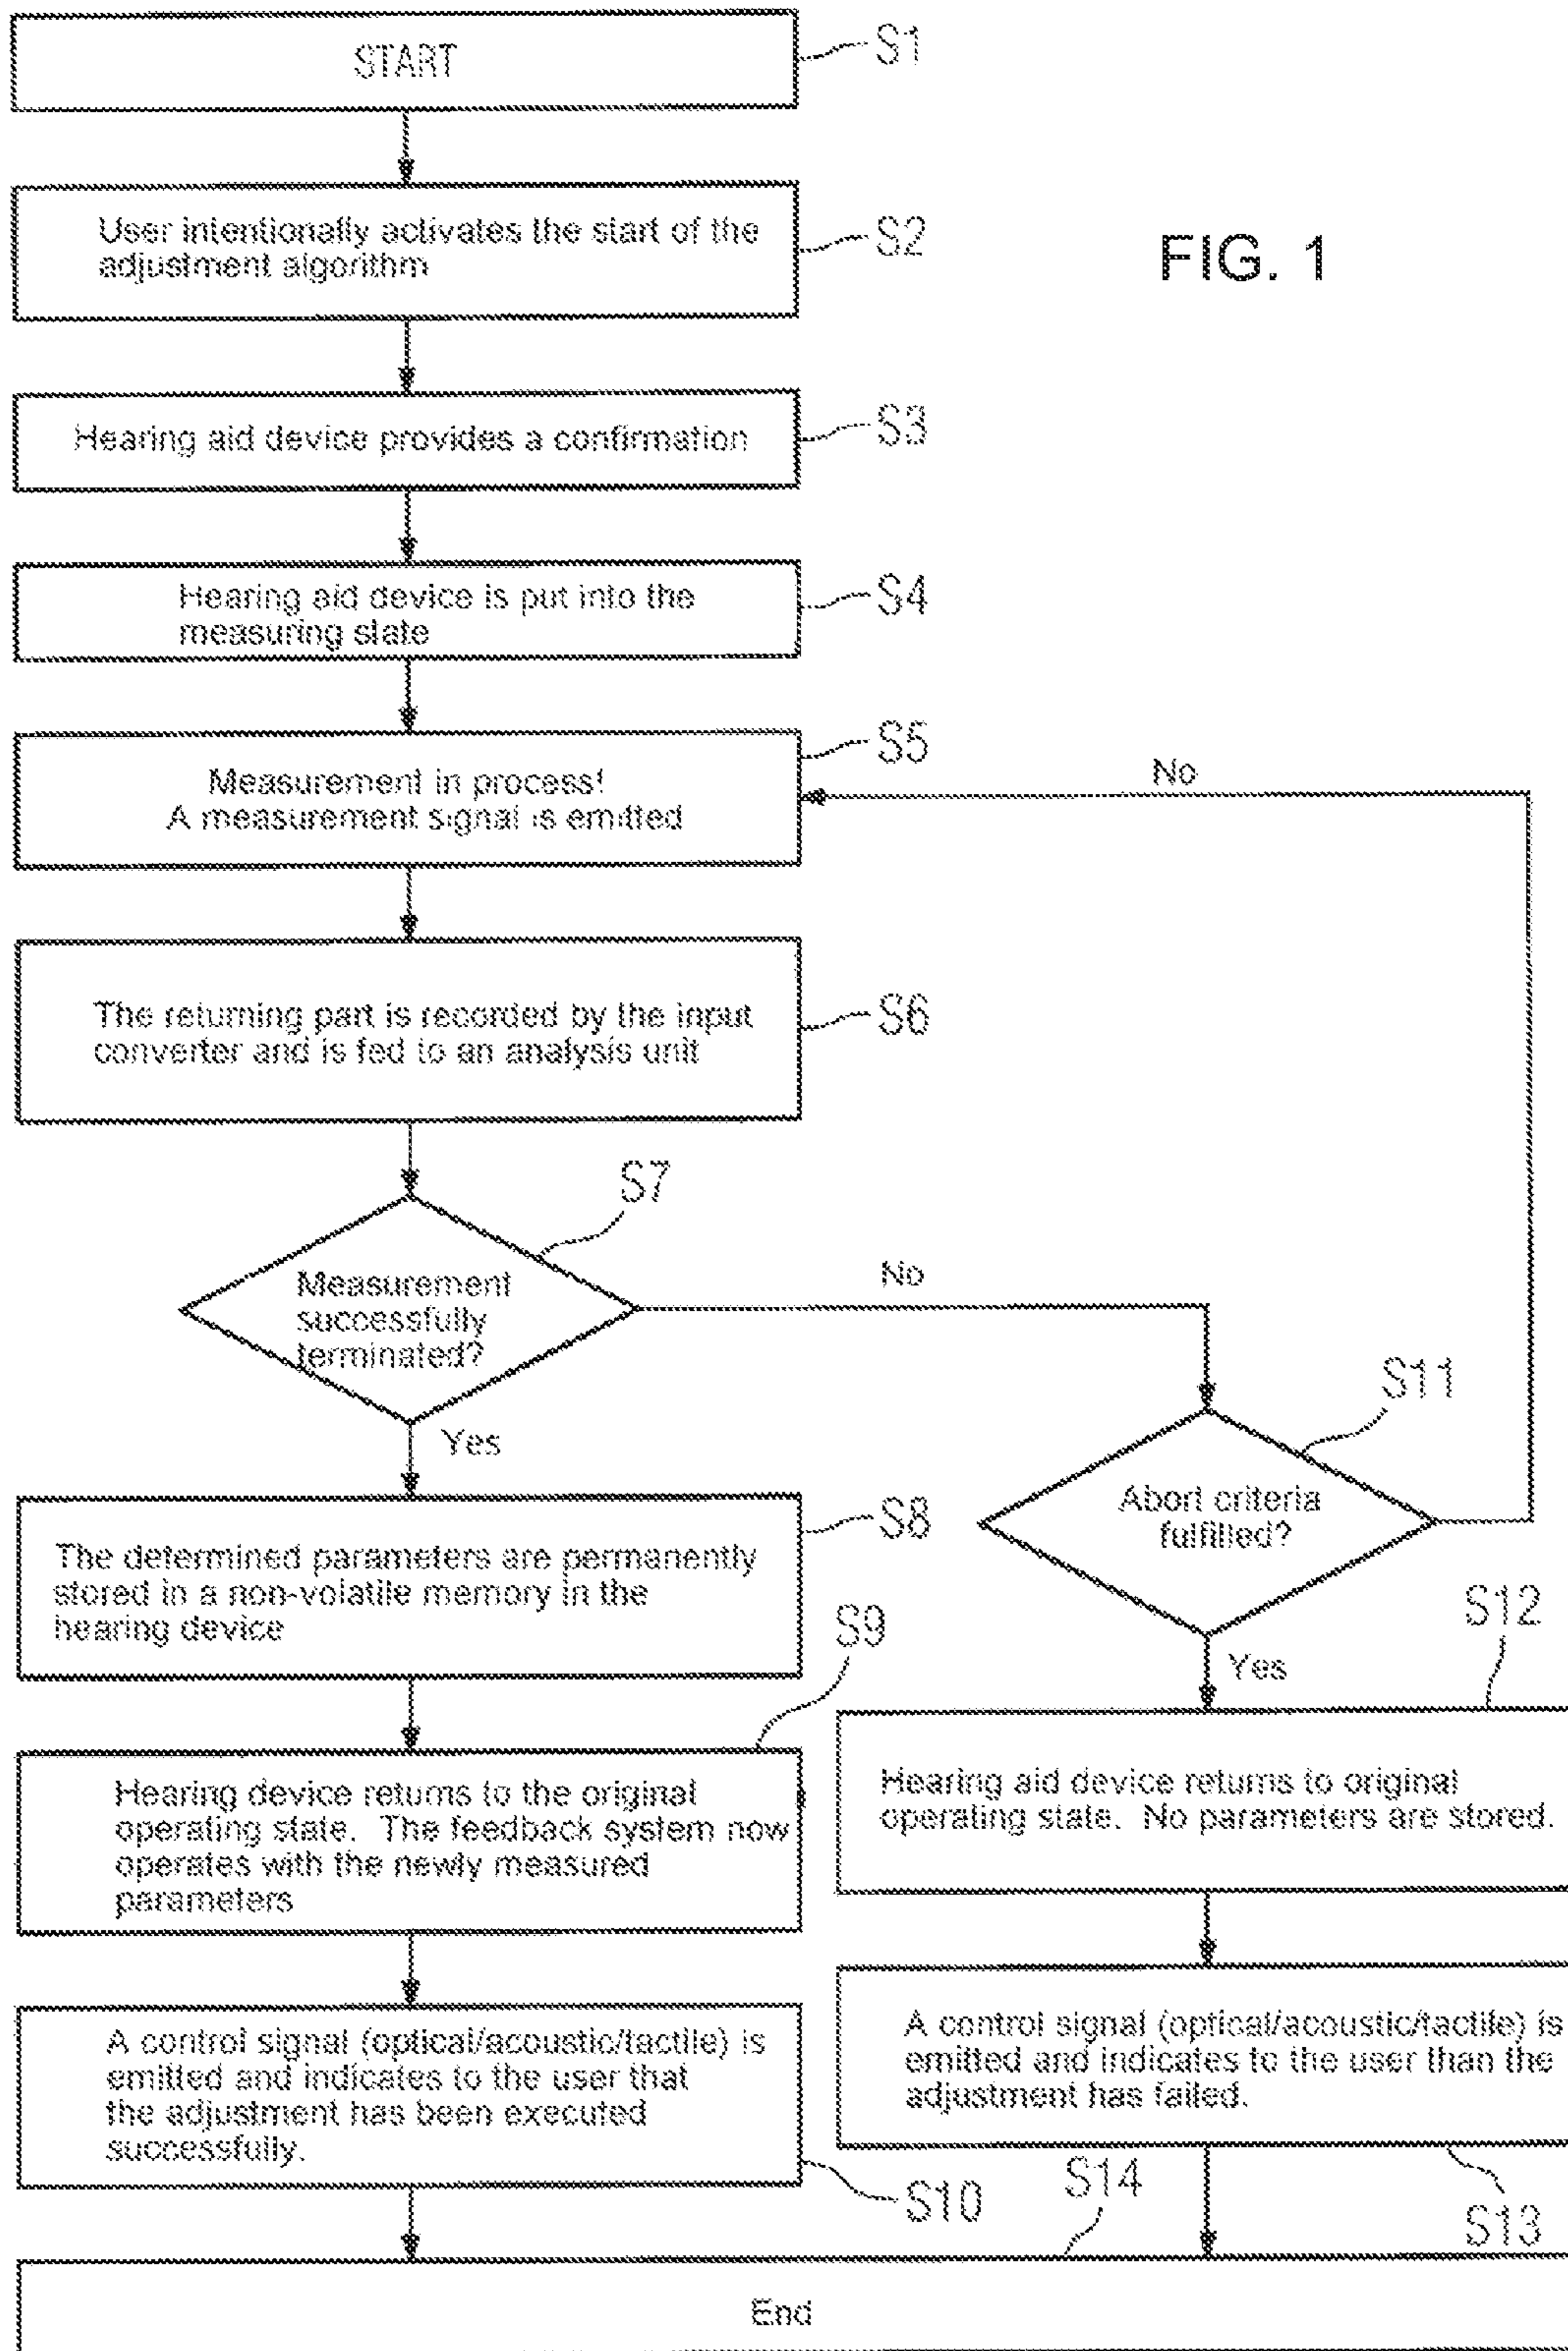 START
S1
User intentionally activates the start of the
adjustment algorithm
S2
FIG. 1
Hearing aid device provides a confirmation
S3
Hearing aid device is put into the
measuring state
S4
Measurement in process!
A measurement signal is emitted
S5
No
The returning part is recorded by the input
converter and is fed to an analysis unit
S6
S7
Measurement
successfully
terminated?
No
Yes
S11
Abort criteria
fulfilled?
Yes
The determined parameters are permanently
stored in a non-volatile memory in the
hearing device
S8
S9
Hearing device returns to the original
operating state. The feedback system now
operates with the newly measured
parameters
S12
Hearing aid device returns to original
operating state. No parameters are stored.
A control signal (optical/acoustic/tactile) is
emitted and indicates to the user that
the adjustment has been executed
successfully.
S10
A control signal (optical/acoustic/tactile) is
emitted and indicates to the user than the
adjustment has failed.
S13
S14
End